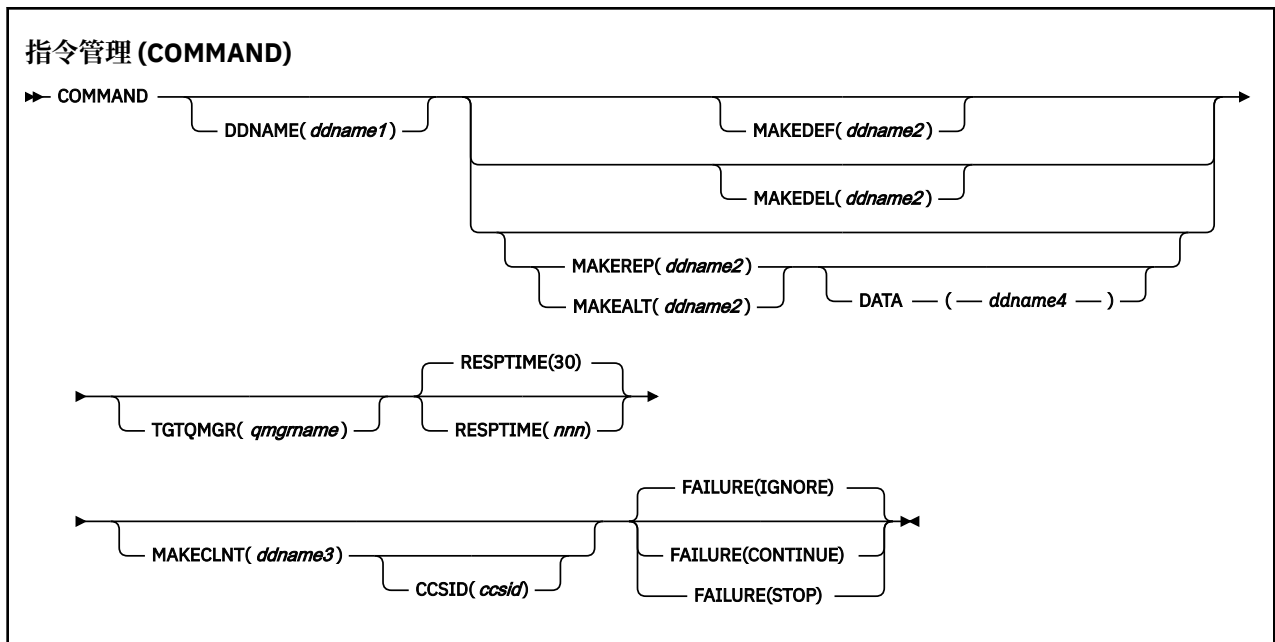 指令管理 (COMMAND)
COMMAND
DDNAME( ddname1 )
MAKEDEF( ddname2 )
MAKEDEL( ddname2 )
MAKEREP( ddname2 )
MAKEALT( ddname2 )
DATA ( ddname4 )
RESPTIME(30)
TGTQMGR( qmgrname )
RESPTIME( nnn)
FAILURE(IGNORE)
MAKECLNT( ddname3 )
FAILURE(CONTINUE)
CCSID( ccsid)
FAILURE(STOP)